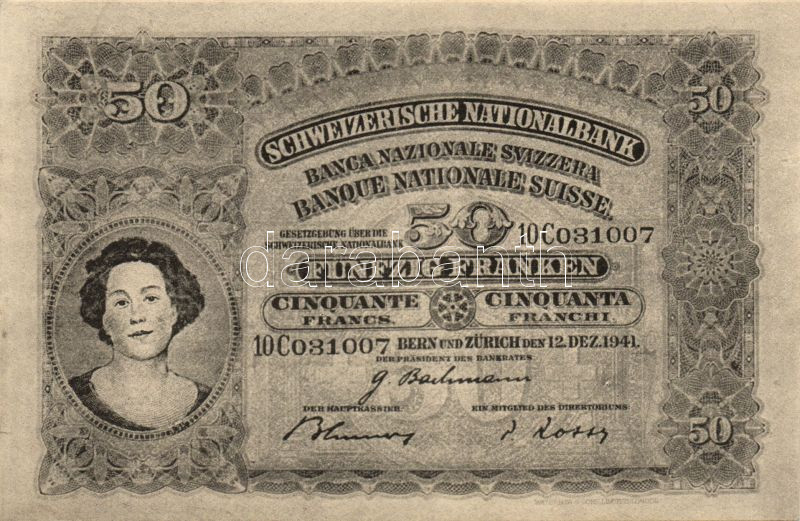 50
50
SCHWEIZERISCHE NATIONALBANK
BANCA NAZIONALE SVIZZERA
BANQUE NATIONALE SUISSE.
GESETZGEBUNG ÜBER DIE
SCHWEIZERISCHE NATIONALBANK
50
10C031007
darabanth
FÜNFZIG FRANKEN
CINQUANTE
FRANCS.
CINQUANTA
FRANCHI.
10C031007 BERN UND ZÜRICH DEN 12. DEZ. 1941.
DER PRÄSIDENT DES BANKRATES
G. Bachmann
DER HAUPTKASSIER:
EIN MITGLIED DES DIREKTORIUMS:
50
50